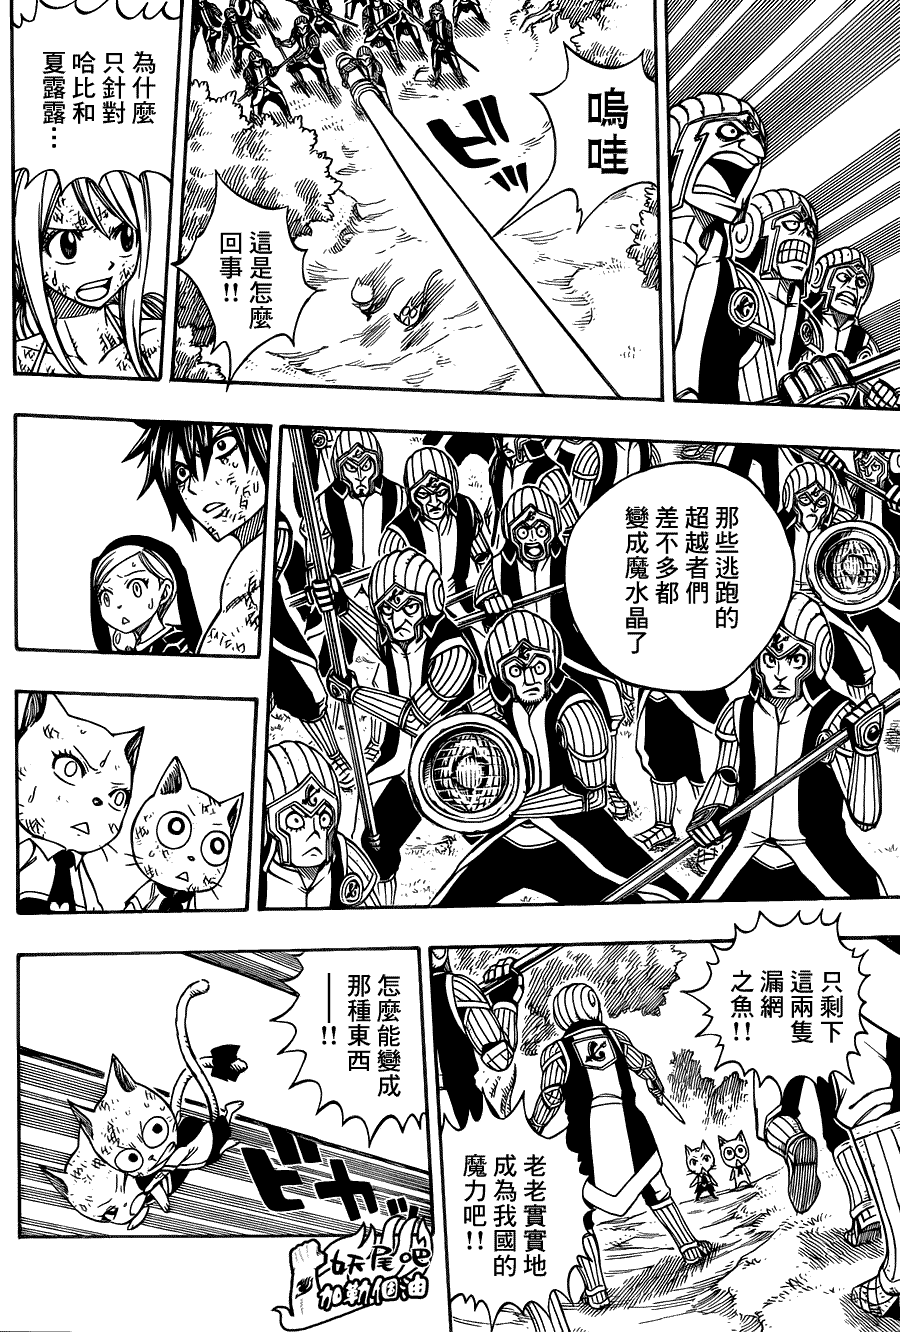 嗚哇
ビッ
這是怎麼
回事!!
為什麼
只針對
哈比和
夏露露…
那些逃跑的
超越者們
差不多都
變成魔水晶了
只剩下
這兩隻
漏網
之魚!!
老老實實地
成為我國的
魔力吧!!
怎麼能變成
那種東西
——!!
ビカッ
妖尾吧
加勒個油